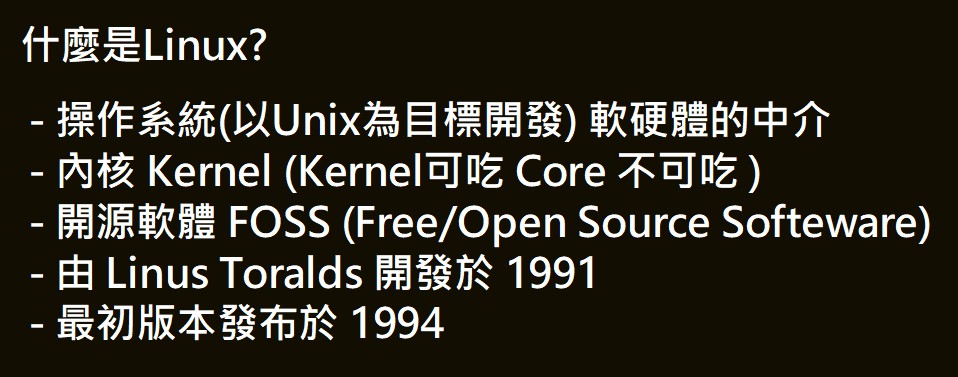 什麼是Linux?
- 操作系統(以Unix為目標開發) 軟硬體的中介
- 內核 Kernel (Kernel可吃 Core 不可吃 )
- 開源軟體 FOSS (Free/Open Source Softeware)
- 由 Linus Toralds 開發於 1991
- 最初版本發布於 1994